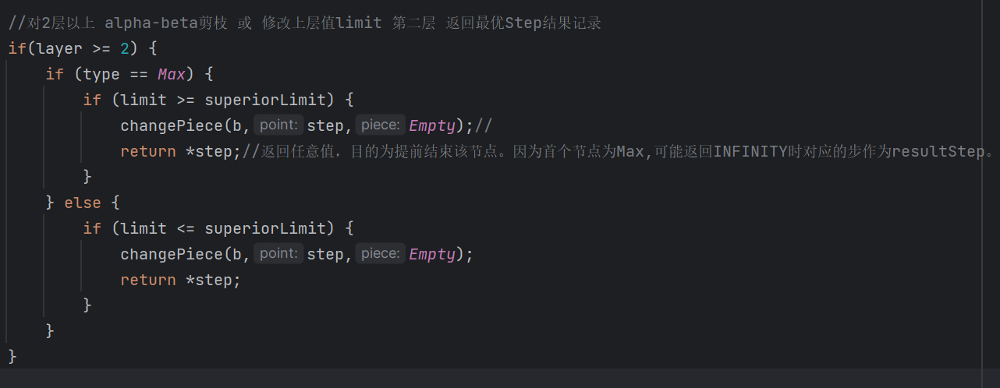 //对2层以上 alpha-beta剪枝 或 修改上层值limit 第二层 返回最优Step结果记录
if(layer >= 2) {
    if (type == Max) {
        if (limit >= superiorLimit) {
            changePiece(b, point: step, piece: Empty);//
            return *step;//返回任意值，目的为提前结束该节点。因为首个节点为Max,可能返回INFINITY时对应的步作为resultStep。
        }
    } else {
        if (limit <= superiorLimit) {
            changePiece(b, point: step, piece: Empty);
            return *step;
        }
    }
}